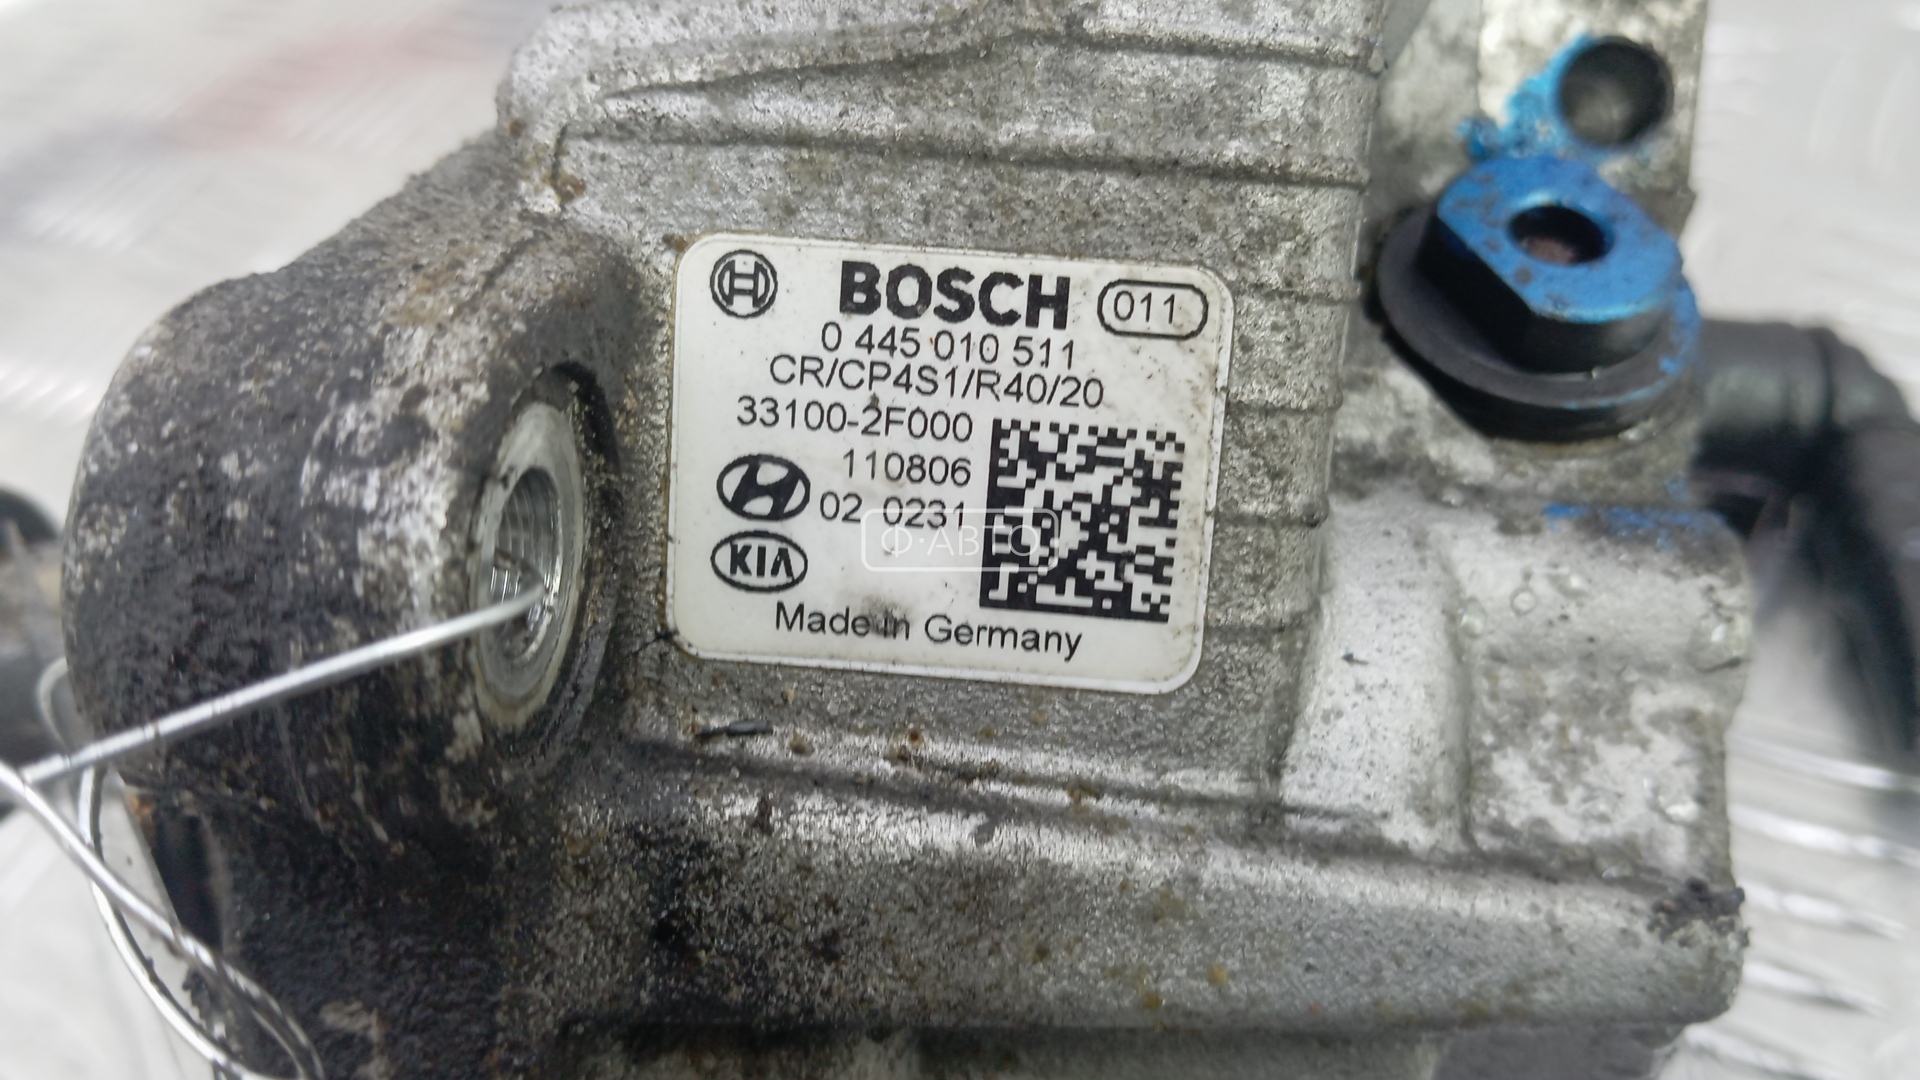 BOSCH 011
0 445 010 511
CR/CP4S1/R40/20
33100-2F000
110806
02 0231
KIA
Made in Germany
Ф·АВТО